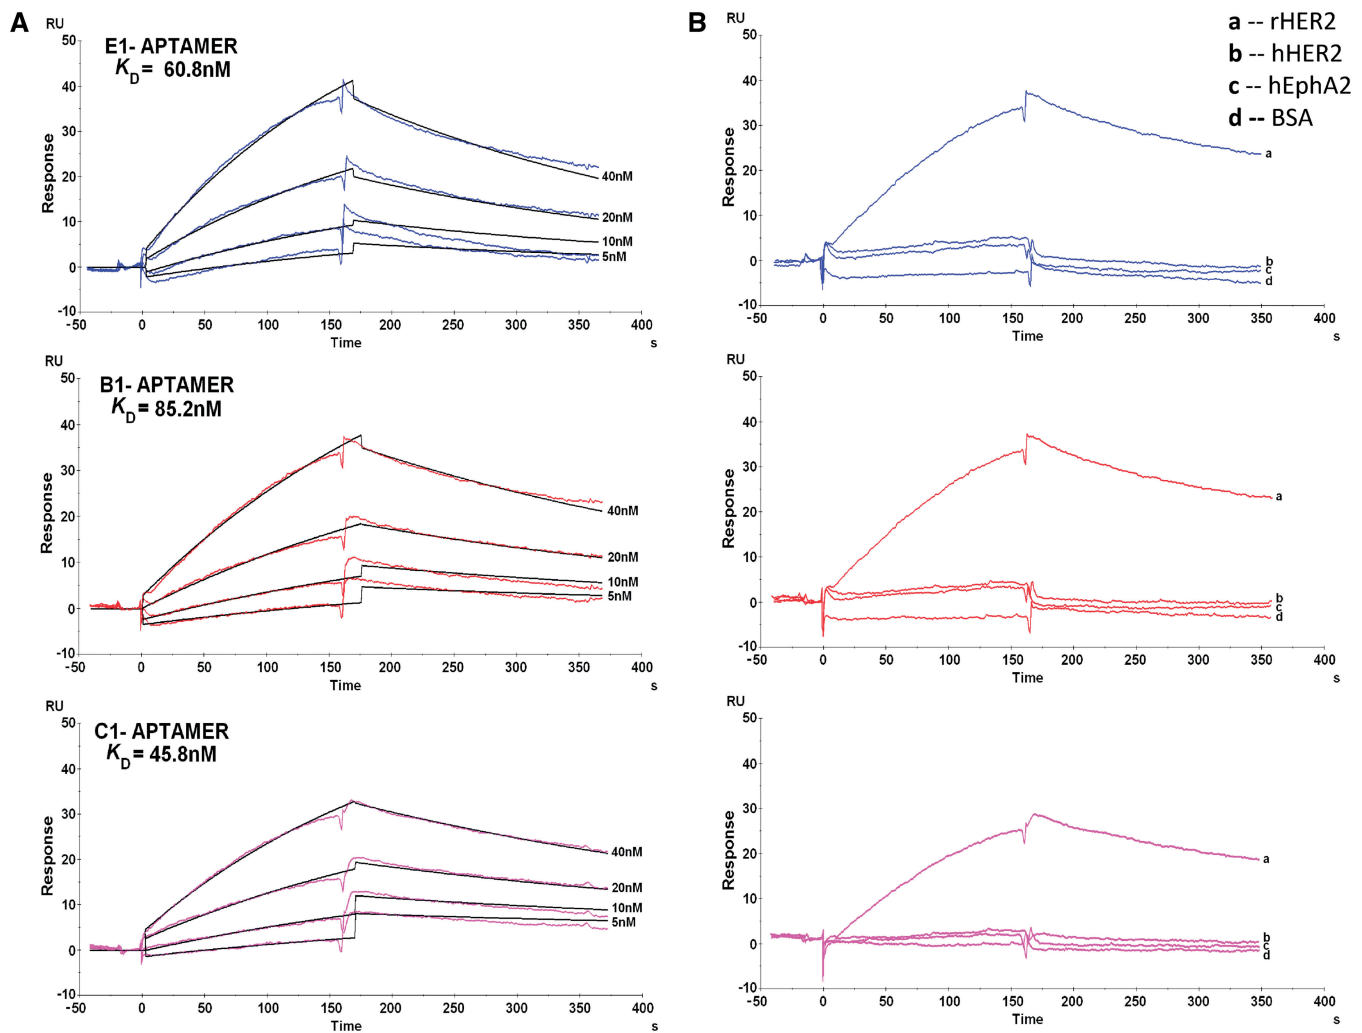 A
RU
E1- APTAMER
KD = 60.8nM
50
40
30
20
10
0
-10
Response
40nM
20nM
10nM
5nM
-50 0 50 100 150 200 250 300 350 400
Time s
RU
B1- APTAMER
KD = 85.2nM
50
40
30
20
10
0
-10
Response
40nM
20nM
10nM
5nM
-50 0 50 100 150 200 250 300 350 400
Time s
RU
C1- APTAMER
KD = 45.8nM
50
40
30
20
10
0
-10
Response
40nM
20nM
10nM
5nM
-50 0 50 100 150 200 250 300 350 400
Time s
B
a -- rHER2
b -- hHER2
c -- hEphA2
d -- BSA
RU
50
40
30
20
10
0
-10
Response
a
b
c
d
-50 0 50 100 150 200 250 300 350 400
Time s
RU
50
40
30
20
10
0
-10
Response
a
b
c
d
-50 0 50 100 150 200 250 300 350 400
Time s
RU
50
40
30
20
10
0
-10
Response
a
b
c
d
-50 0 50 100 150 200 250 300 350 400
Time s